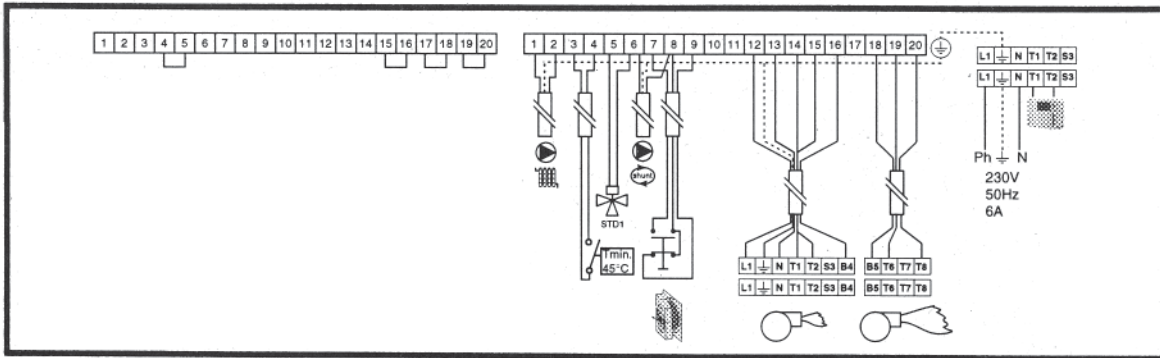 1 2 3 4 5 6 7 8 9 10 11 12 13 14 15 16 17 18 19 20
1 2 3 4 5 6 7 8 9 10 11 12 13 14 15 16 17 18 19 20
L1 N T1 T2 S3
L1 N T1 T2 S3
Ph N
230V
50Hz
6A
shunt
STD1
Tmin.
45°C
L1 N T1 T2 S3 B4
L1 N T1 T2 S3 B4
B5 T6 T7 T8
B5 T6 T7 T8